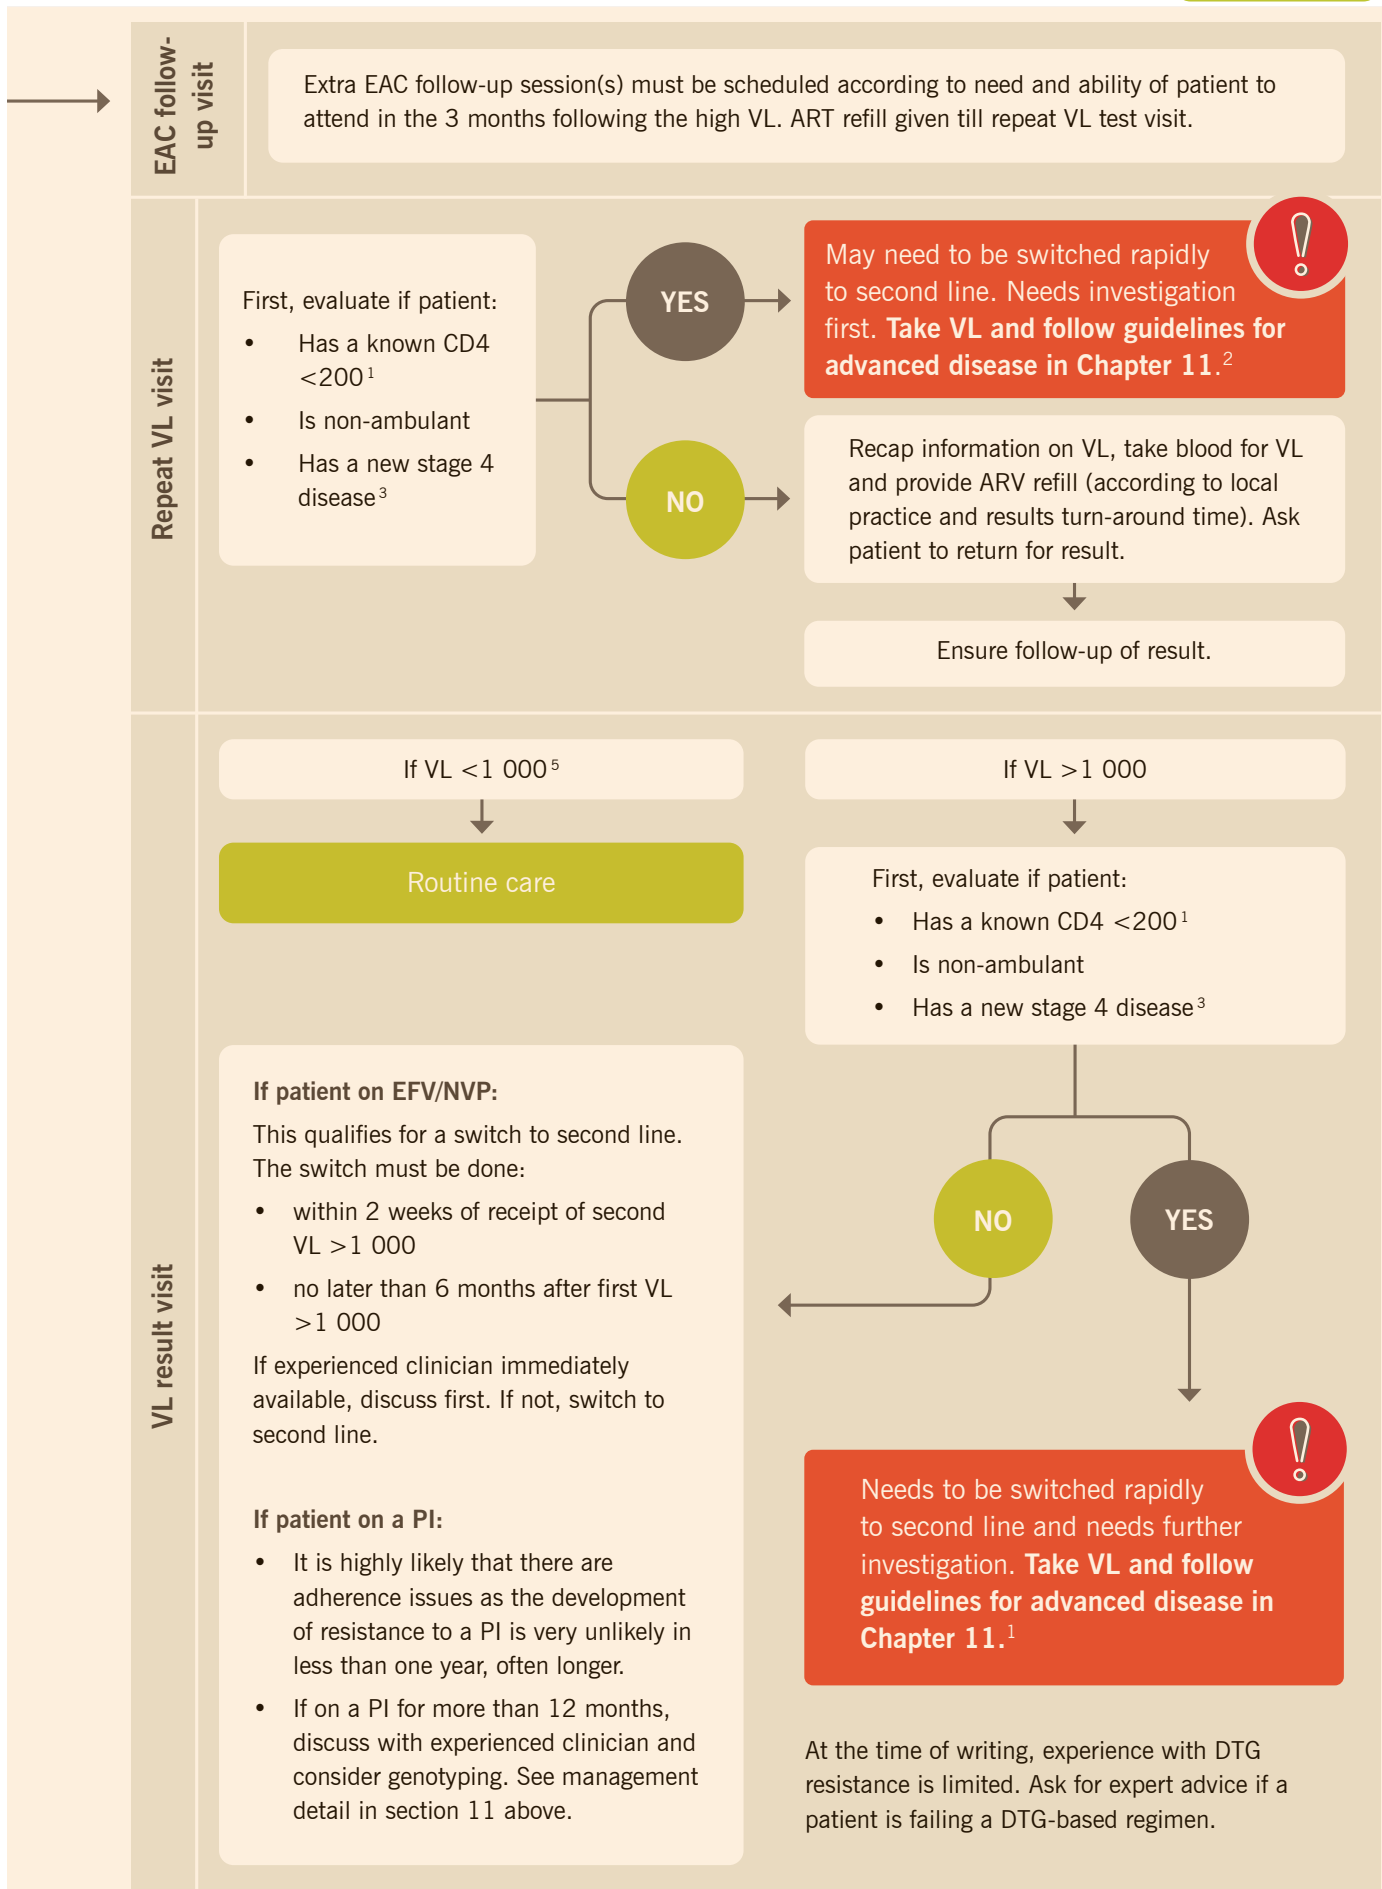 EAC follow-
up visit
Extra EAC follow-up session(s) must be scheduled according to need and ability of patient to
attend in the 3 months following the high VL. ART refill given till repeat VL test visit.
Repeat VL visit
First, evaluate if patient:
• Has a known CD4
<200¹
• Is non-ambulant
• Has a new stage 4
disease³
YES
May need to be switched rapidly
to second line. Needs investigation
first. Take VL and follow guidelines for
advanced disease in Chapter 11.²
NO
Recap information on VL, take blood for VL
and provide ARV refill (according to local
practice and results turn-around time). Ask
patient to return for result.
Ensure follow-up of result.
VL result visit
If VL <1 000⁵
Routine care
If VL >1 000
First, evaluate if patient:
• Has a known CD4 <200¹
• Is non-ambulant
• Has a new stage 4 disease³
NO
YES
If patient on EFV/NVP:
This qualifies for a switch to second line.
The switch must be done:
• within 2 weeks of receipt of second
VL >1 000
• no later than 6 months after first VL
>1 000
If experienced clinician immediately
available, discuss first. If not, switch to
second line.
If patient on a PI:
• It is highly likely that there are
adherence issues as the development
of resistance to a PI is very unlikely in
less than one year, often longer.
• If on a PI for more than 12 months,
discuss with experienced clinician and
consider genotyping. See management
detail in section 11 above.
Needs to be switched rapidly
to second line and needs further
investigation. Take VL and follow
guidelines for advanced disease in
Chapter 11.¹
At the time of writing, experience with DTG
resistance is limited. Ask for expert advice if a
patient is failing a DTG-based regimen.